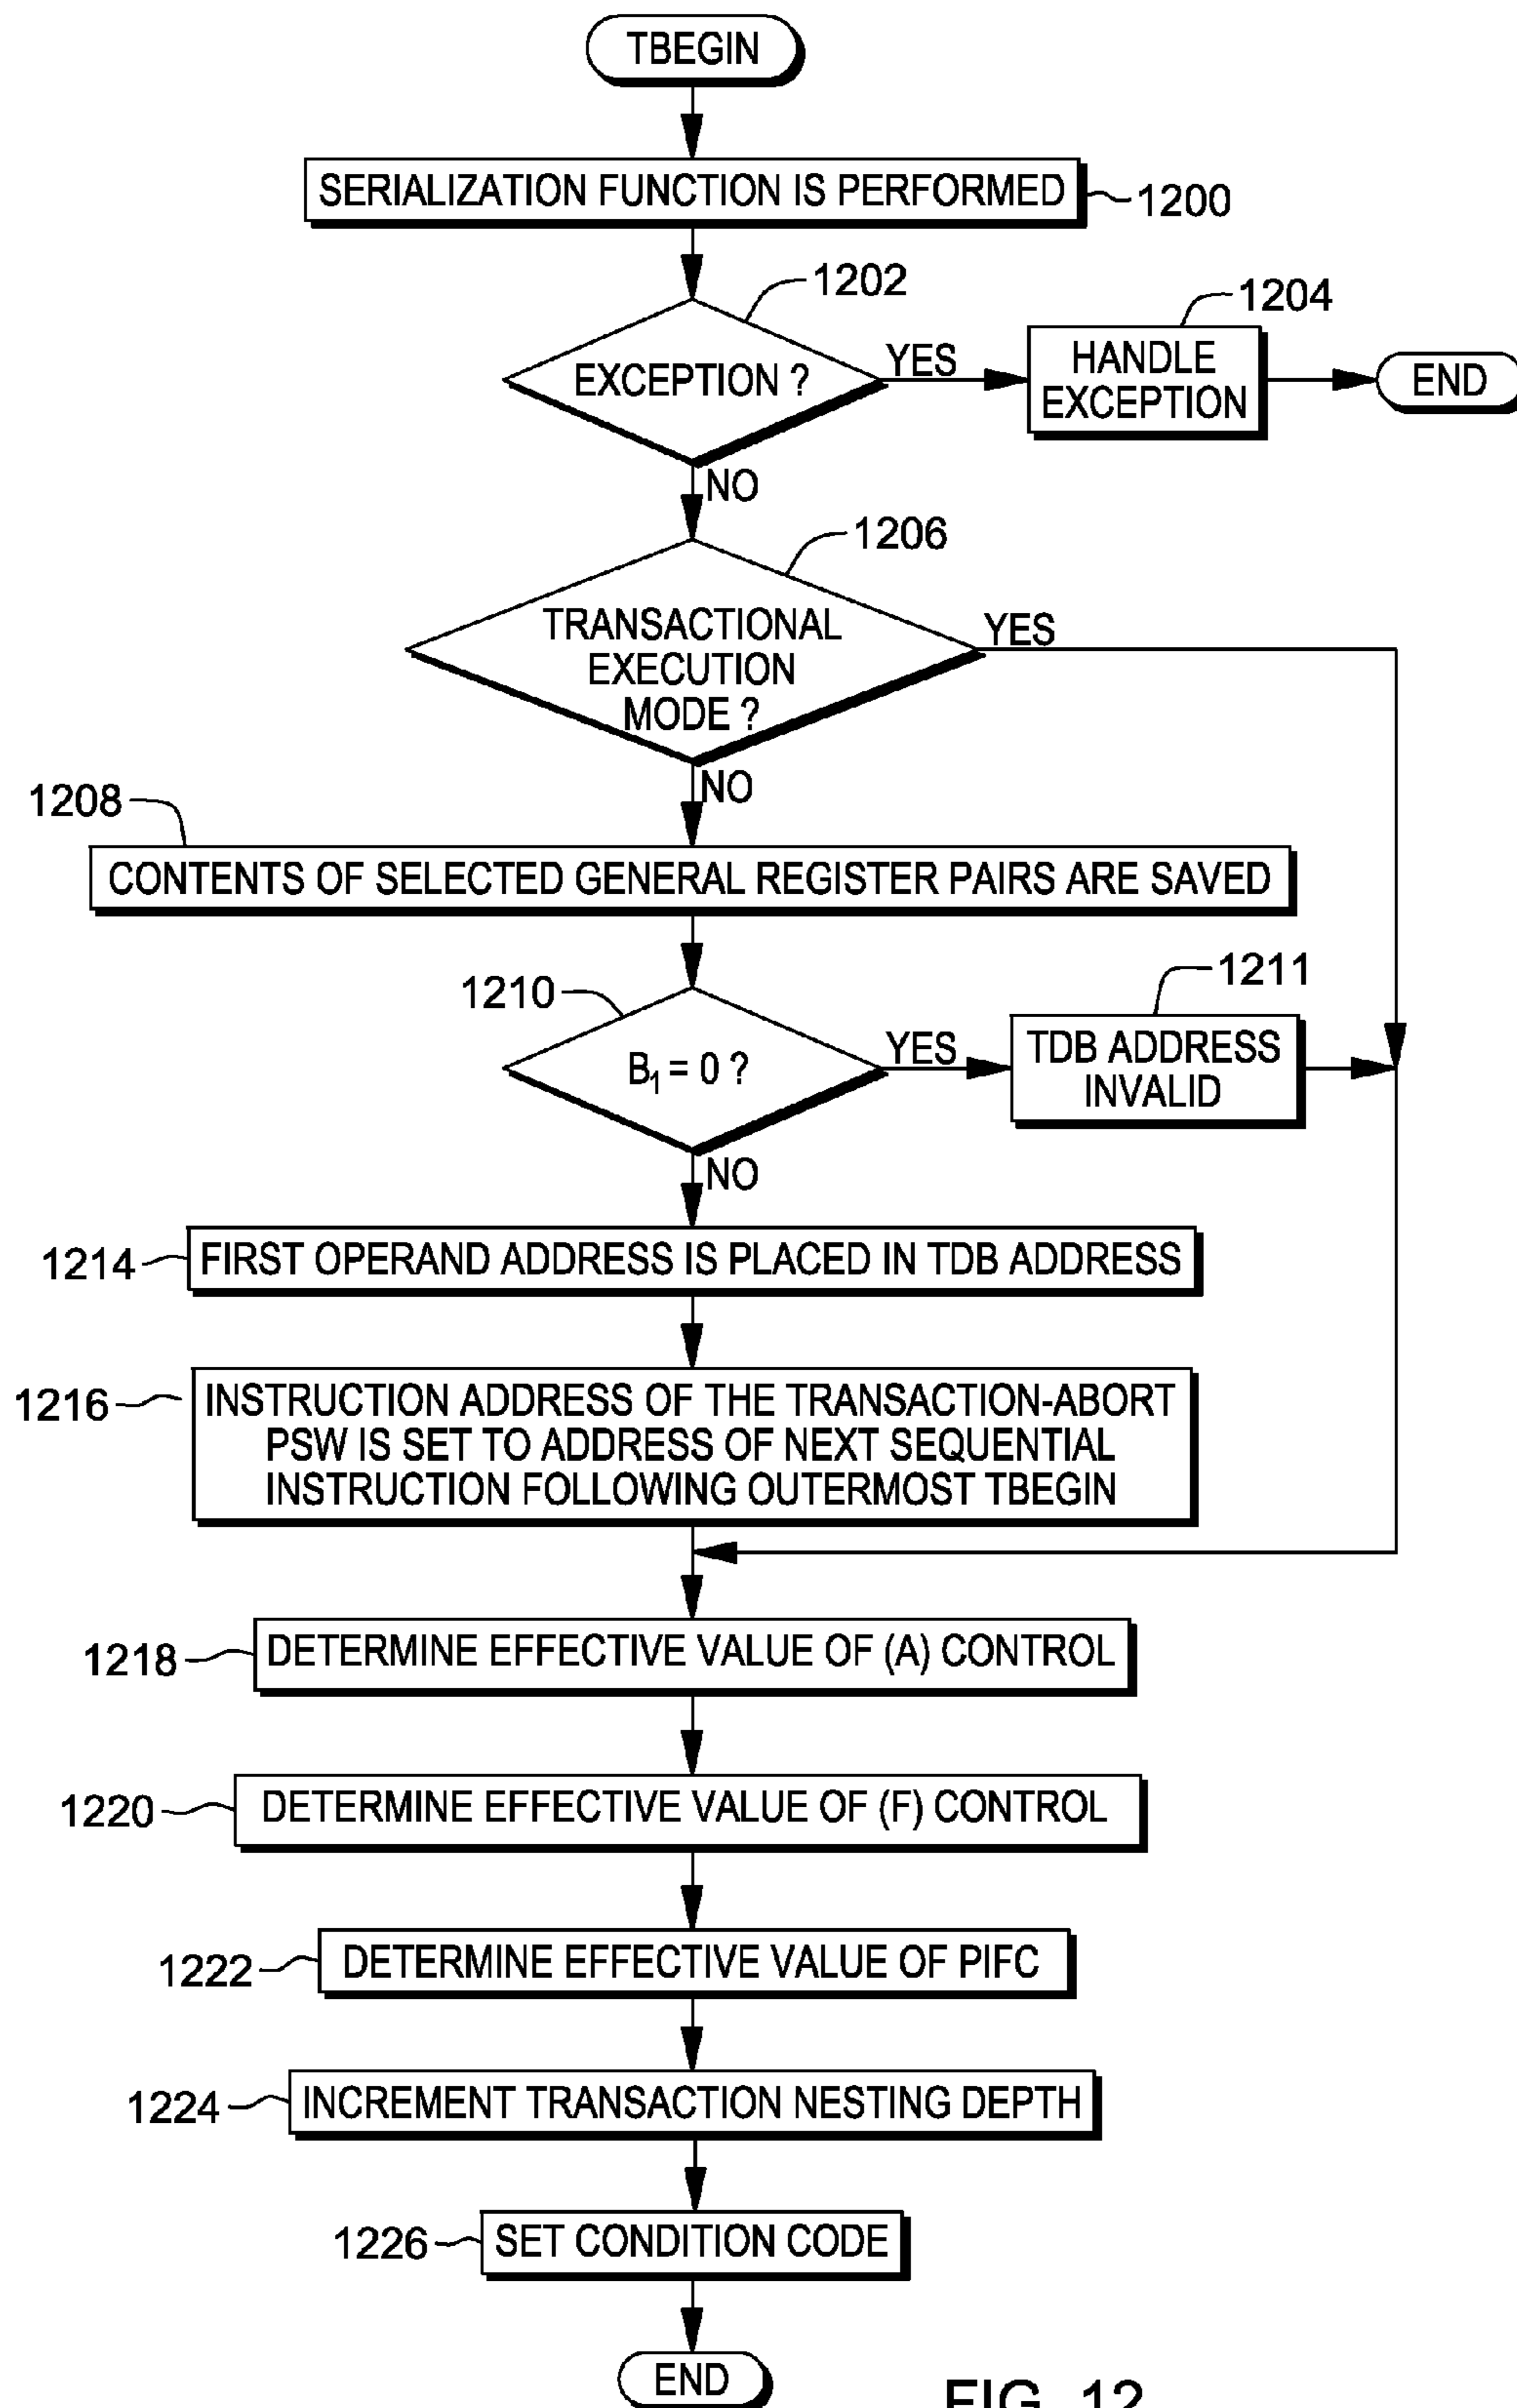 TBEGIN
SERIALIZATION FUNCTION IS PERFORMED
1200
1202
EXCEPTION ?
YES
1204
HANDLE
EXCEPTION
END
NO
1206
TRANSACTIONAL
EXECUTION
MODE ?
YES
NO
1208
CONTENTS OF SELECTED GENERAL REGISTER PAIRS ARE SAVED
1210
B₁ = 0 ?
YES
1211
TDB ADDRESS
INVALID
NO
1214
FIRST OPERAND ADDRESS IS PLACED IN TDB ADDRESS
1216
INSTRUCTION ADDRESS OF THE TRANSACTION-ABORT
PSW IS SET TO ADDRESS OF NEXT SEQUENTIAL
INSTRUCTION FOLLOWING OUTERMOST TBEGIN
1218
DETERMINE EFFECTIVE VALUE OF (A) CONTROL
1220
DETERMINE EFFECTIVE VALUE OF (F) CONTROL
1222
DETERMINE EFFECTIVE VALUE OF PIFC
1224
INCREMENT TRANSACTION NESTING DEPTH
1226
SET CONDITION CODE
END
FIG. 12